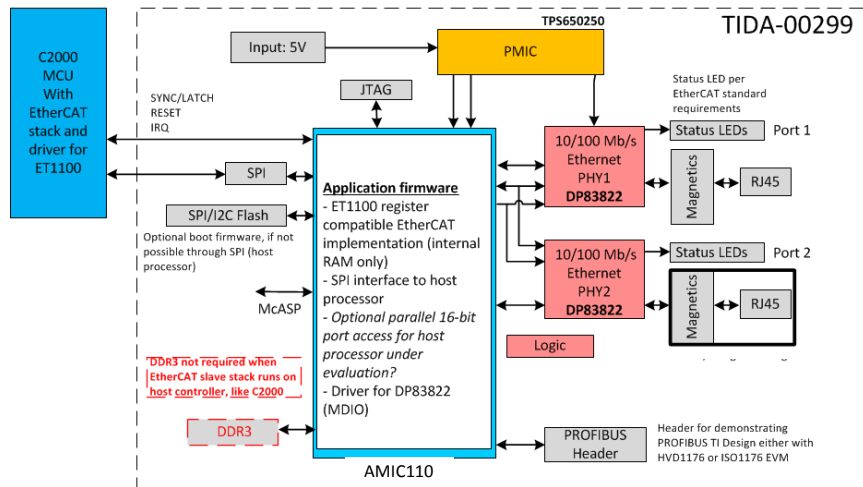 TIDA-00299
TPS650250
Input: 5V
PMIC
C2000
MCU
With
EtherCAT
stack and
driver for
ET1100
SYNC/LATCH
RESET
IRQ
JTAG
SPI
SPI/I2C Flash
Optional boot firmware, if not
possible through SPI (host
processor)
McASP
DDR3 not required when
EtherCAT slave stack runs on
host controller, like C2000
DDR3
Application firmware
- ET1100 register
compatible EtherCAT
implementation (internal
RAM only)
- SPI interface to host
processor
- Optional parallel 16-bit
port access for host
processor under
evaluation?
- Driver for DP83822
(MDIO)
AMIC110
10/100 Mb/s
Ethernet
PHY1
DP83822
Status LED per
EtherCAT standard
requirements
Status LEDs
Port 1
Magnetics
RJ45
10/100 Mb/s
Ethernet
PHY2
DP83822
Status LEDs
Port 2
Magnetics
RJ45
Logic
PROFIBUS
Header
Header for demonstrating
PROFIBUS TI Design either with
HVD1176 or ISO1176 EVM